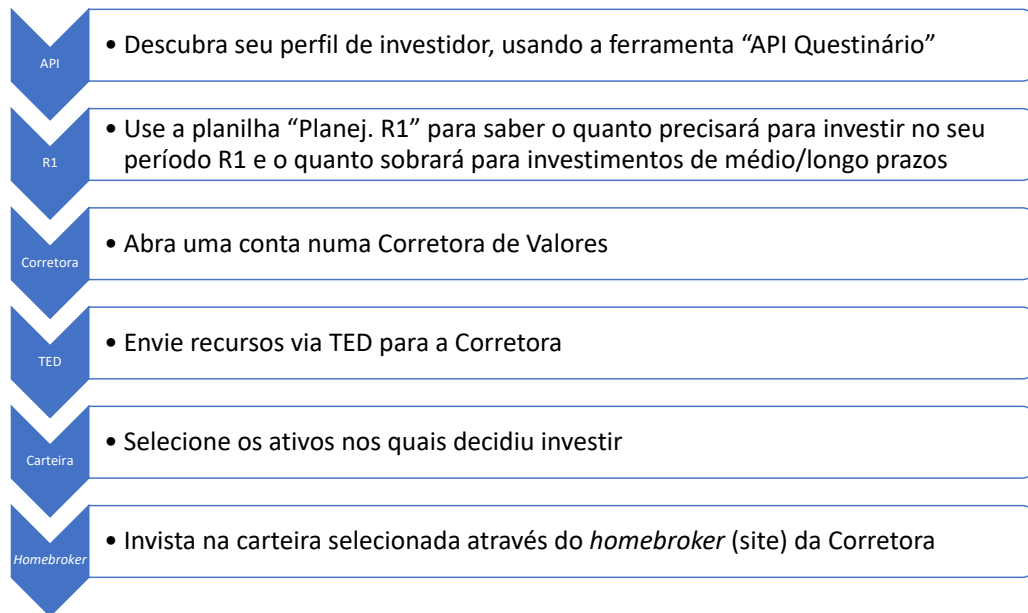 API
• Descubra seu perfil de investidor, usando a ferramenta “API Questinário”
R1
• Use a planilha “Planej. R1” para saber o quanto precisará para investir no seu
período R1 e o quanto sobrará para investimentos de médio/longo prazos
Corretora
• Abra uma conta numa Corretora de Valores
TED
• Envie recursos via TED para a Corretora
Carteira
• Selecione os ativos nos quais decidiu investir
Homebroker
• Invista na carteira selecionada através do homebroker (site) da Corretora